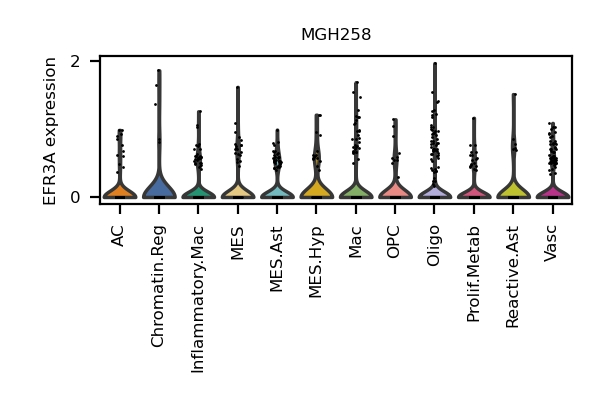 MGH258
EFR3A expression
2
0
AC
Chromatin.Reg
Inflammatory.Mac
MES
MES.Ast
MES.Hyp
Mac
OPC
Oligo
Prolif.Metab
Reactive.Ast
Vasc